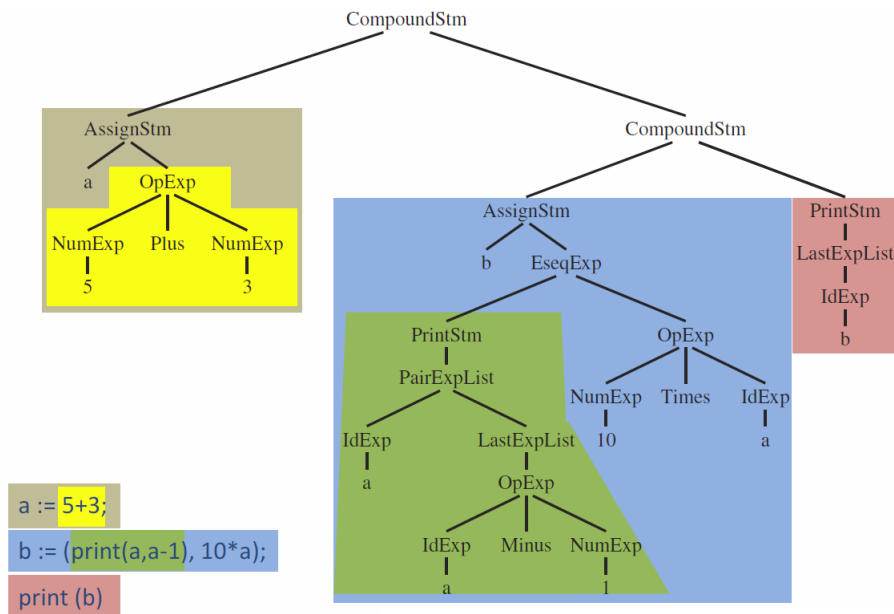 CompoundStm
AssignStm CompoundStm
a OpExp
AssignStm PrintStm
NumExp Plus NumExp
b EseqExp LastExpList
5 3
IdExp
PrintStm OpExp b
PairExpList
NumExp Times IdExp
IdExp LastExpList 10 a
a OpExp
a := 5+3;
b := (print(a,a-1), 10*a);
IdExp Minus NumExp
a 1
print (b)